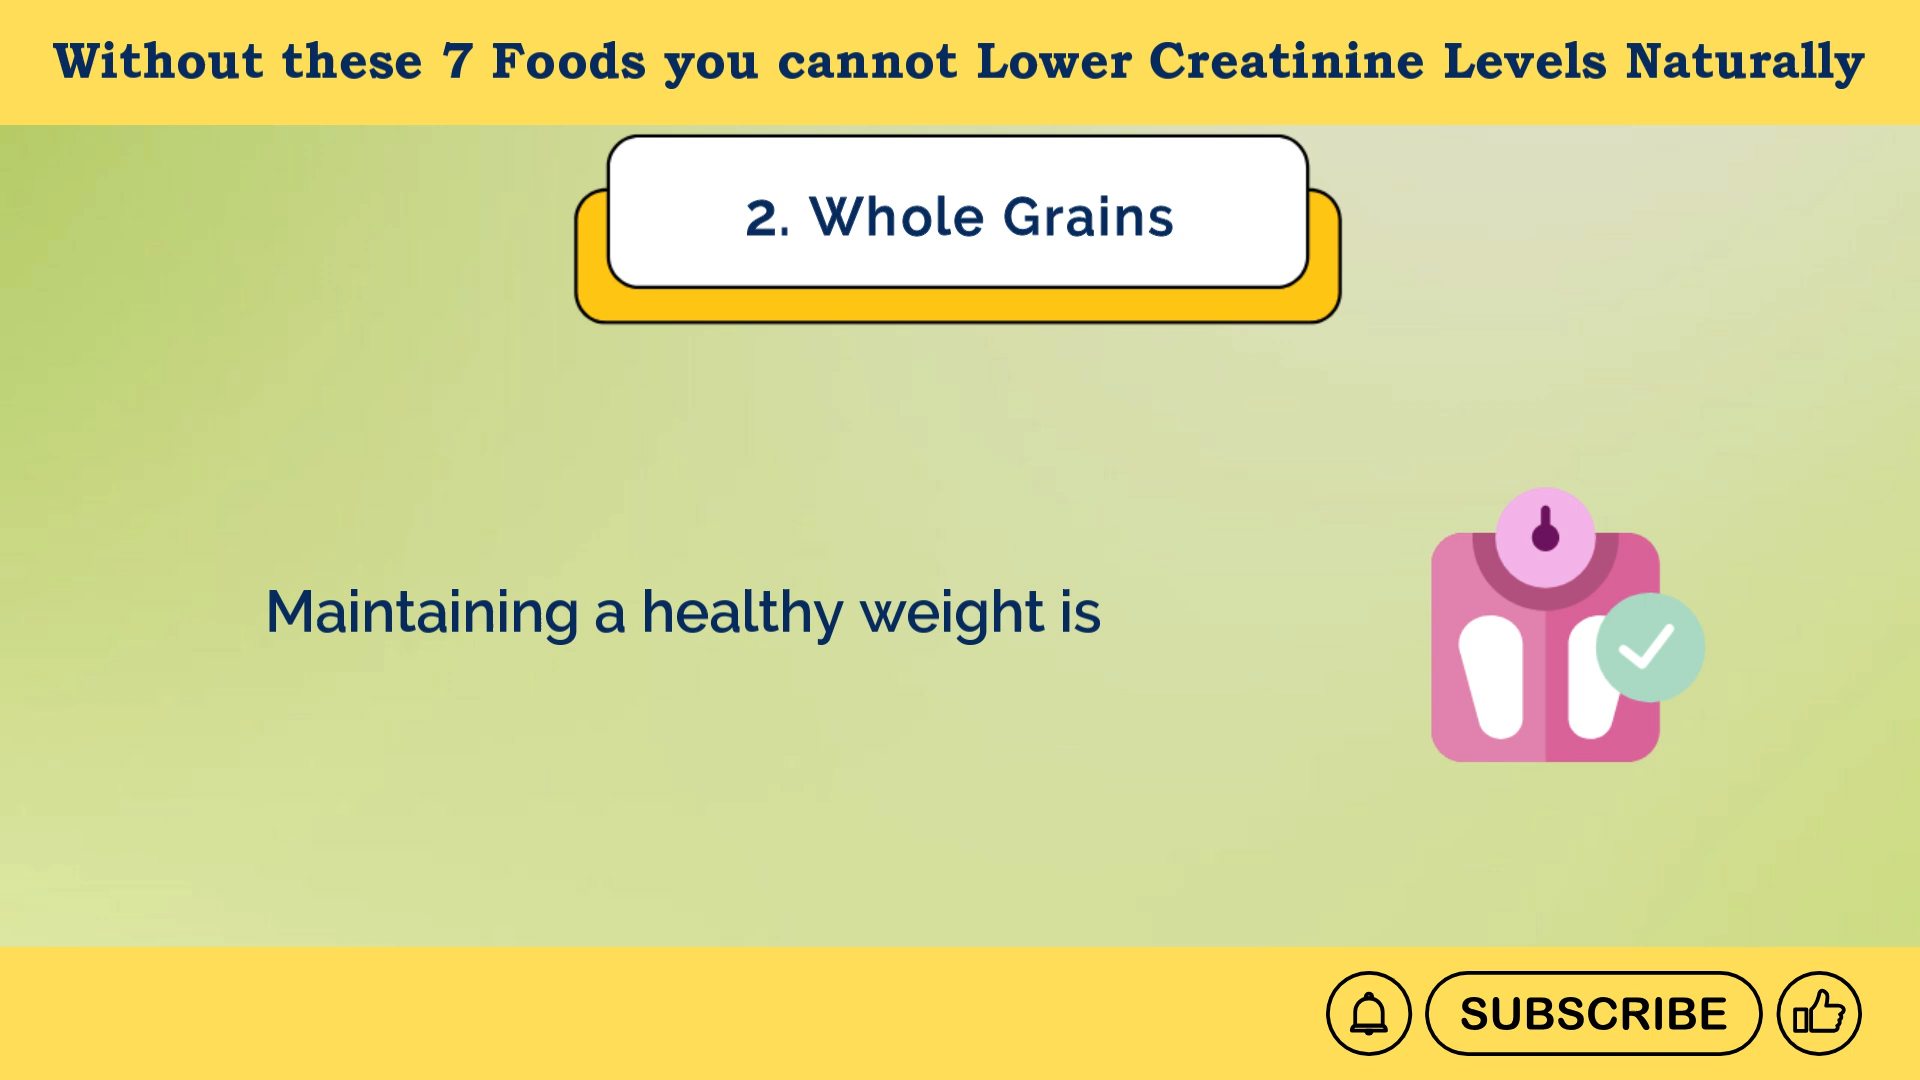 Without these 7 Foods you cannot Lower Creatinine Levels Naturally
2. Whole Grains
Maintaining a healthy weight is
SUBSCRIBE